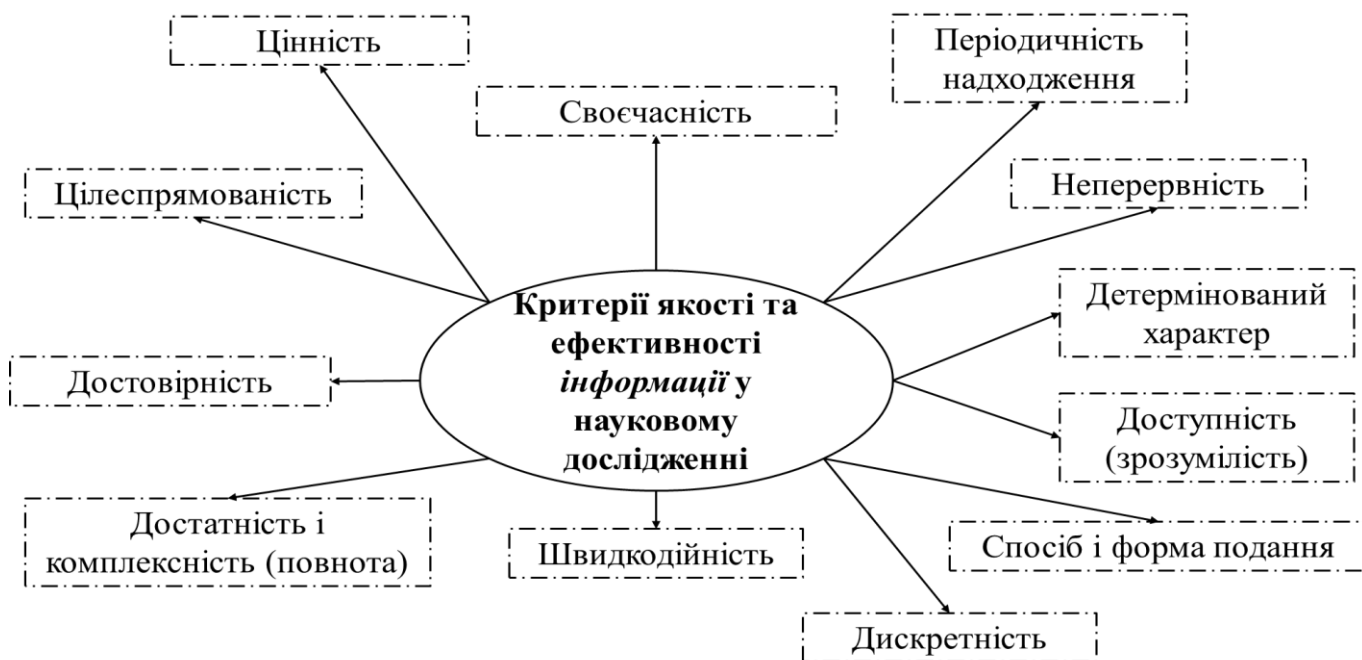 Цінність
Періодичність
надходження
Своєчасність
Цілеспрямованість
Неперервність
Критерії якості та
ефективності
інформації у
науковому
дослідженні
Детермінований
характер
Достовірність
Доступність
(зрозумілість)
Достатність і
комплексність (повнота)
Швидкодійність
Спосіб і форма подання
Дискретність